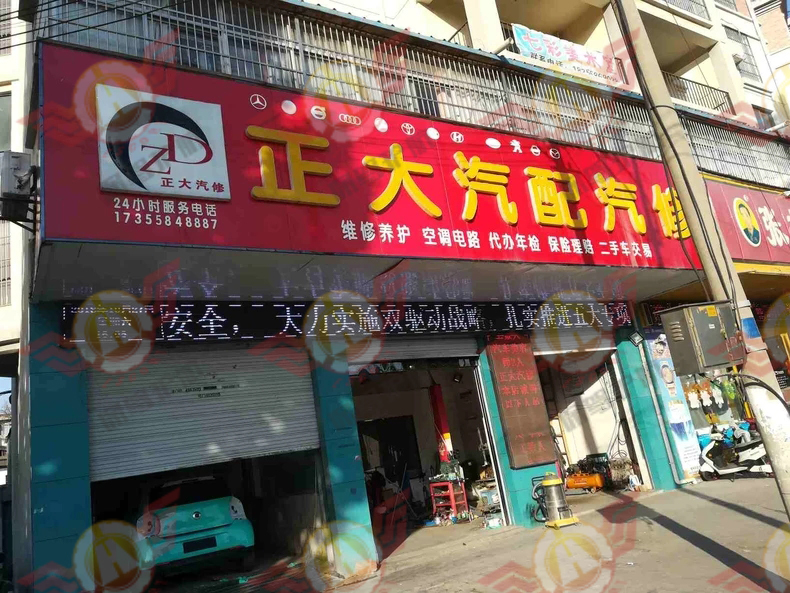 ZD
正大汽修
24小时服务电话
17355848887
正大汽配汽修
维修养护 空调电路 代办年检 保险理赔 二手车交易
安全，大力实施双驱动战略，扎实推进五大专项
张